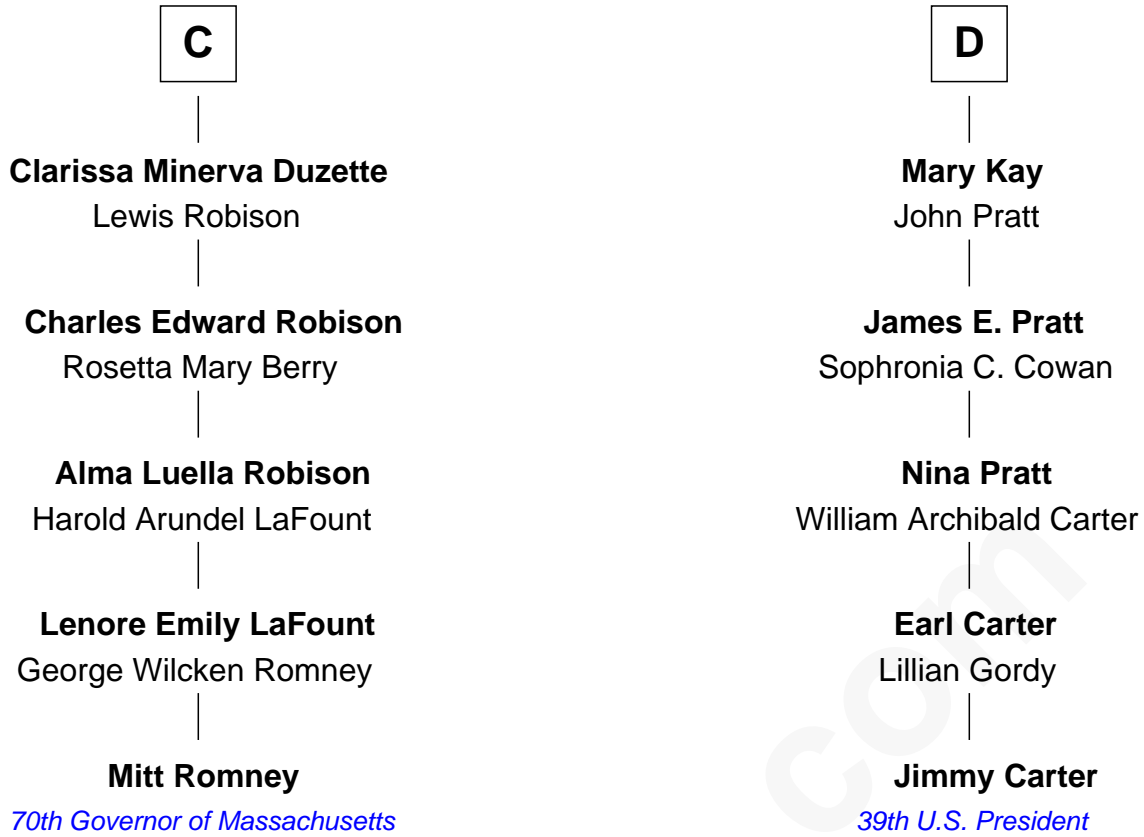 C
Clarissa Minerva Duzette
Lewis Robison
Charles Edward Robison
Rosetta Mary Berry
Alma Luella Robison
Harold Arundel LaFount
Lenore Emily LaFount
George Wilcken Romney
Mitt Romney
70th Governor of Massachusetts
D
Mary Kay
John Pratt
James E. Pratt
Sophronia C. Cowan
Nina Pratt
William Archibald Carter
Earl Carter
Lillian Gordy
Jimmy Carter
39th U.S. President
com